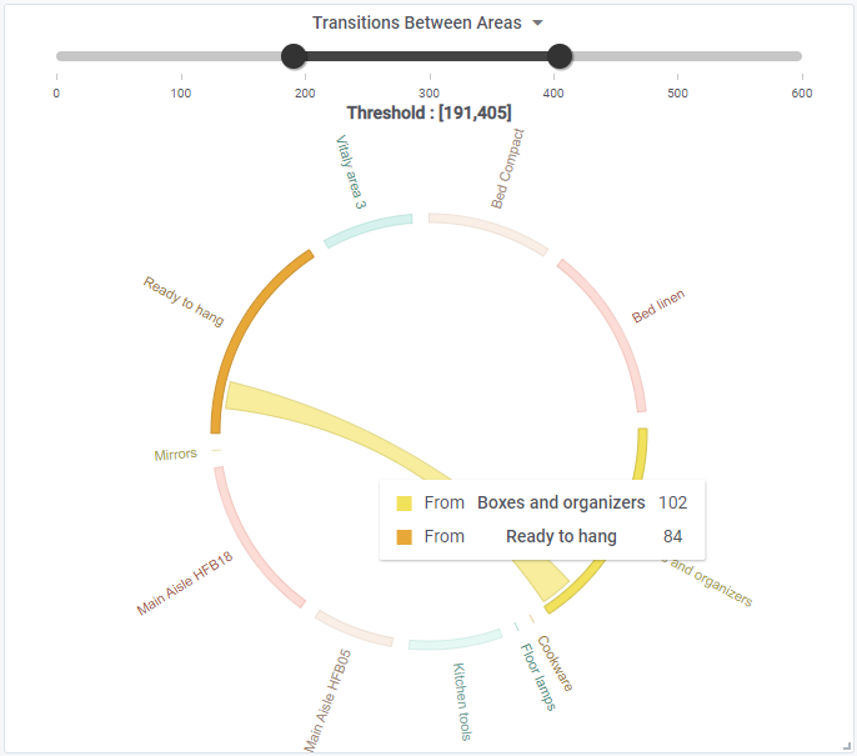 Transitions Between Areas
0 100 200 300 400 500 600
Threshold : [191,405]
Vitaly area 3
Bed Compact
Ready to hang
Bed linen
Mirrors
From Boxes and organizers 102
From Ready to hang 84
and organizers
Main Aisle HFB18
Cookware
Floor lamps
Kitchen tools
Main Aisle HFB05